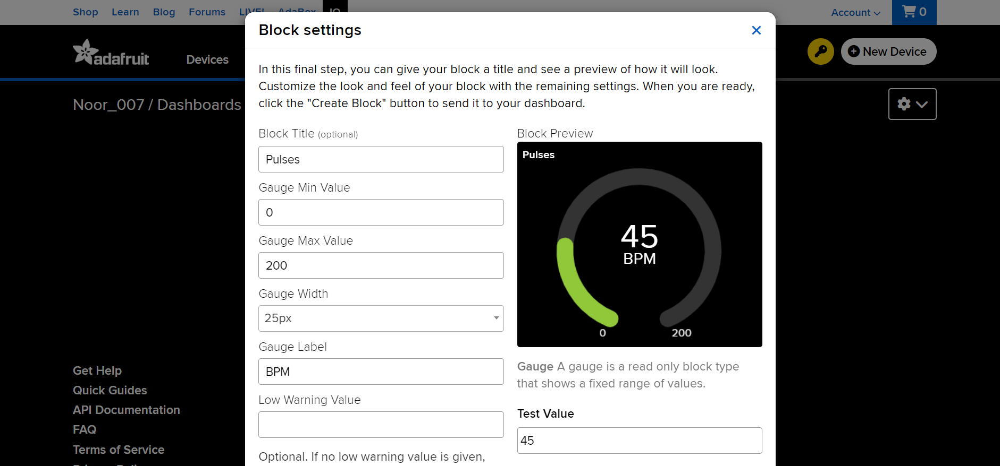 Shop Learn Blog Forums LIVE! AdaBox IO
Account
0
Block settings
adafruit
Devices
New Device
Noor_007 / Dashboards
In this final step, you can give your block a title and see a preview of how it will look.
Customize the look and feel of your block with the remaining settings. When you are ready,
click the "Create Block" button to send it to your dashboard.
Block Title (optional)
Pulses
Gauge Min Value
0
Gauge Max Value
200
Gauge Width
25px
Gauge Label
BPM
Low Warning Value
Optional. If no low warning value is given,
Block Preview
Pulses
45
BPM
0
200
Gauge A gauge is a read only block type
that shows a fixed range of values.
Test Value
45
Get Help
Quick Guides
API Documentation
FAQ
Terms of Service